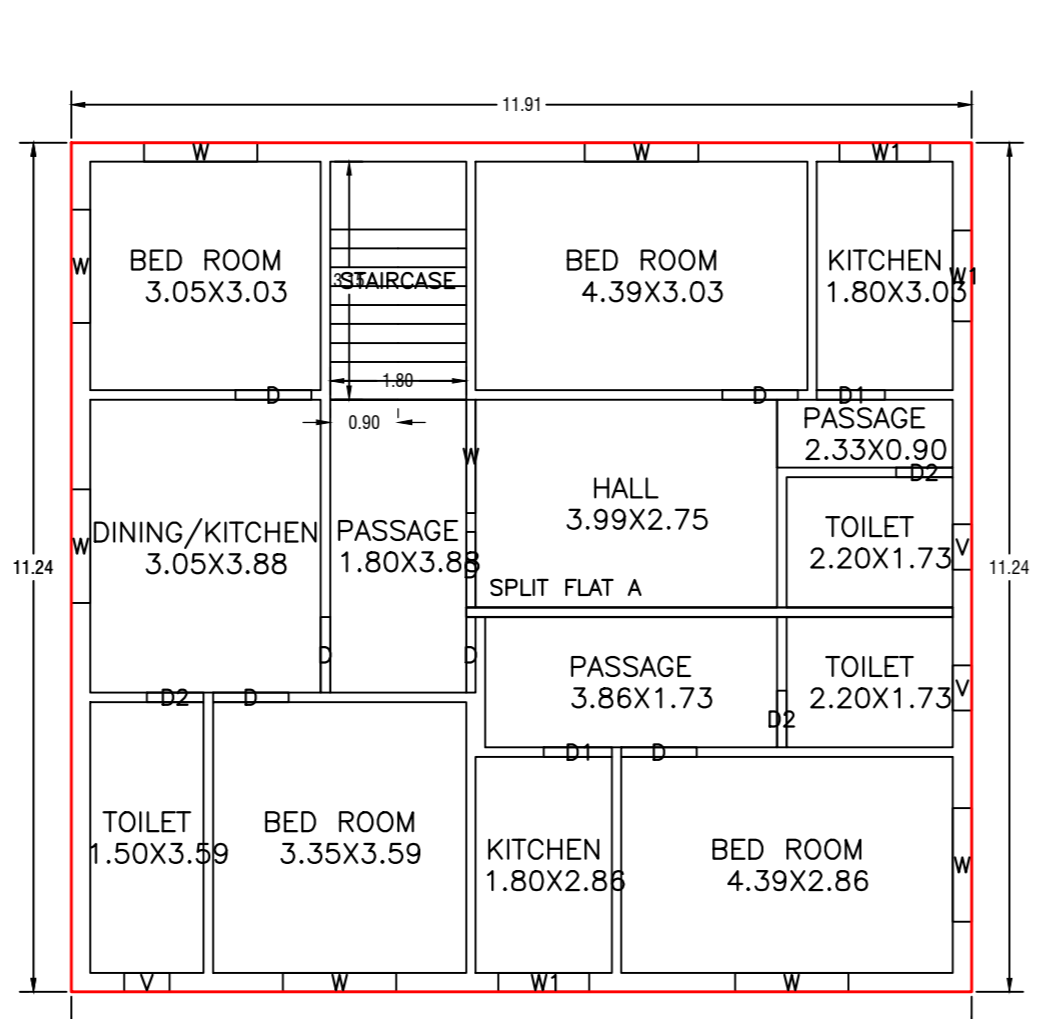 11.91
W
W
W1
BED ROOM
3.05X3.03
STAIRCASE
BED ROOM
4.39X3.03
KITCHEN
1.80X3.03
W
W1
1.80
D
D
D1
0.90
PASSAGE
2.33X0.90
D2
W
HALL
3.99X2.75
DINING/KITCHEN
3.05X3.88
PASSAGE
1.80X3.88
TOILET
2.20X1.73
W
V
D
11.24
11.24
SPLIT FLAT A
D
D
PASSAGE
3.86X1.73
TOILET
2.20X1.73
V
D2
D2
D
D1
D
TOILET
1.50X3.59
BED ROOM
3.35X3.59
KITCHEN
1.80X2.86
BED ROOM
4.39X2.86
W
V
W
W1
W